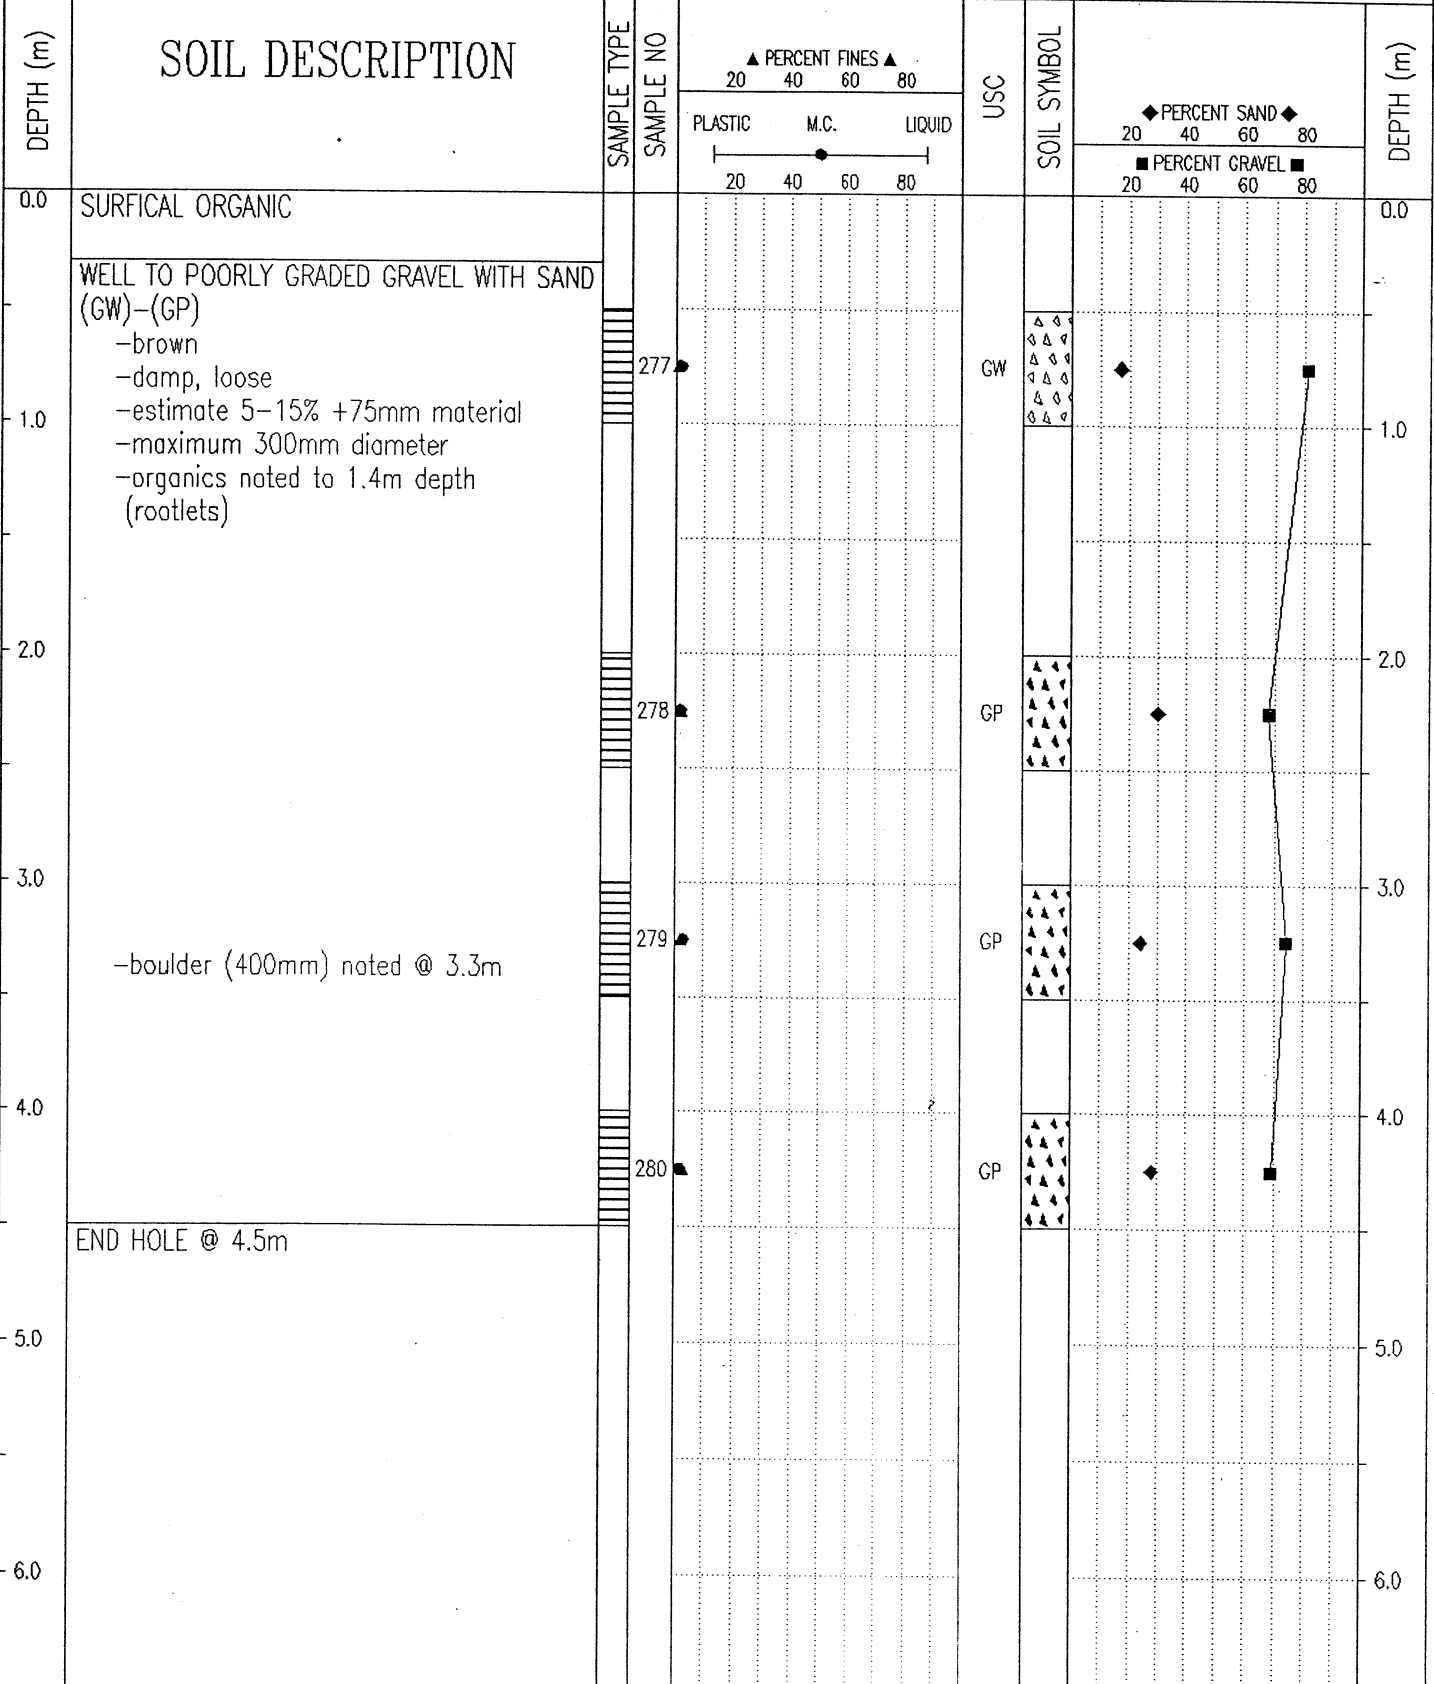 DEPTH (m)
SOIL DESCRIPTION
SAMPLE TYPE
SAMPLE NO
▲ PERCENT FINES ▲
20 40 60 80
PLASTIC M.C. LIQUID
20 40 60 80
USC
SOIL SYMBOL
◆ PERCENT SAND ◆
20 40 60 80
■ PERCENT GRAVEL ■
20 40 60 80
DEPTH (m)
0.0 SURFICAL ORGANIC 0.0
WELL TO POORLY GRADED GRAVEL WITH SAND
(GW)-(GP)
-brown
277 GW
-damp, loose
-estimate 5-15% +75mm material
1.0 1.0
-maximum 300mm diameter
-organics noted to 1.4m depth
(rootlets)
2.0 2.0
278 GP
3.0 3.0
279 GP
-boulder (400mm) noted @ 3.3m
4.0 4.0
280 GP
END HOLE @ 4.5m
5.0 5.0
6.0 6.0